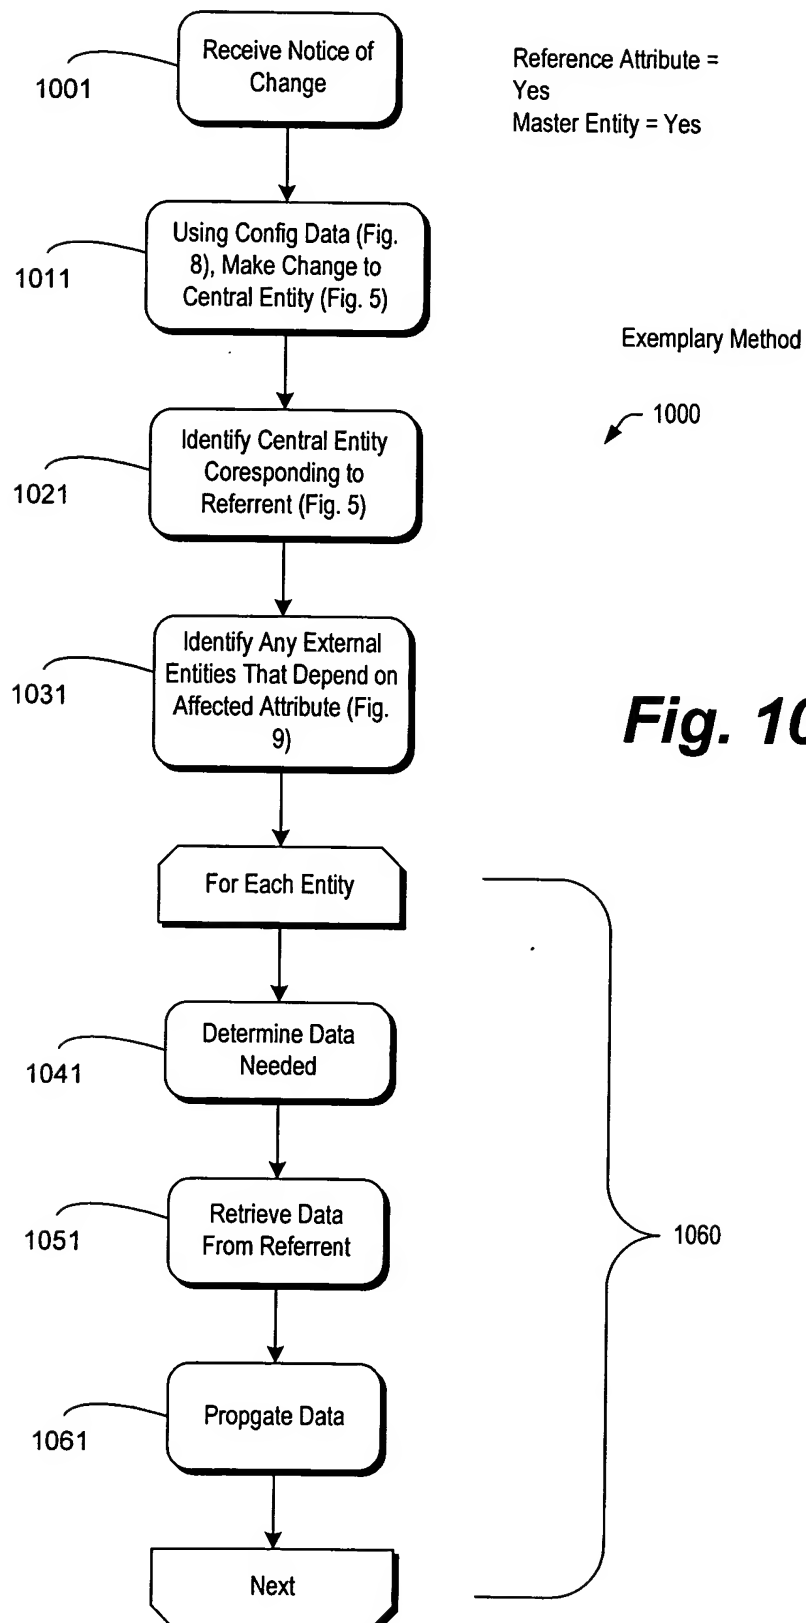 Receive Notice of
Change
1001
Reference Attribute =
Yes
Master Entity = Yes
Using Config Data (Fig.
8), Make Change to
Central Entity (Fig. 5)
1011
Exemplary Method
1000
Identify Central Entity
Coresponding to
Referrent (Fig. 5)
1021
Identify Any External
Entities That Depend on
Affected Attribute (Fig.
9)
1031
Fig. 10
For Each Entity
Determine Data
Needed
1041
Retrieve Data
From Referrent
1051
1060
Propgate Data
1061
Next